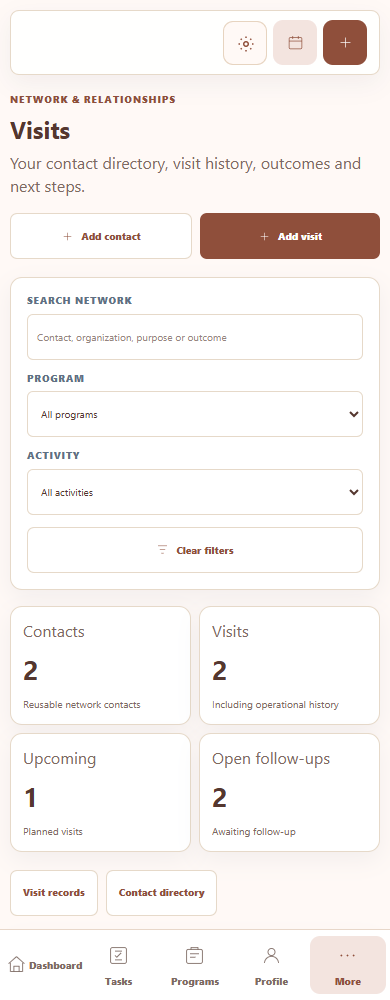 NETWORK & RELATIONSHIPS
Visits
Your contact directory, visit history, outcomes and
next steps.
+ Add contact
+ Add visit
SEARCH NETWORK
Contact, organization, purpose or outcome
PROGRAM
All programs
ACTIVITY
All activities
Clear filters
Contacts
2
Reusable network contacts
Visits
2
Including operational history
Upcoming
1
Planned visits
Open follow-ups
2
Awaiting follow-up
Visit records
Contact directory
Dashboard
Tasks
Programs
Profile
More